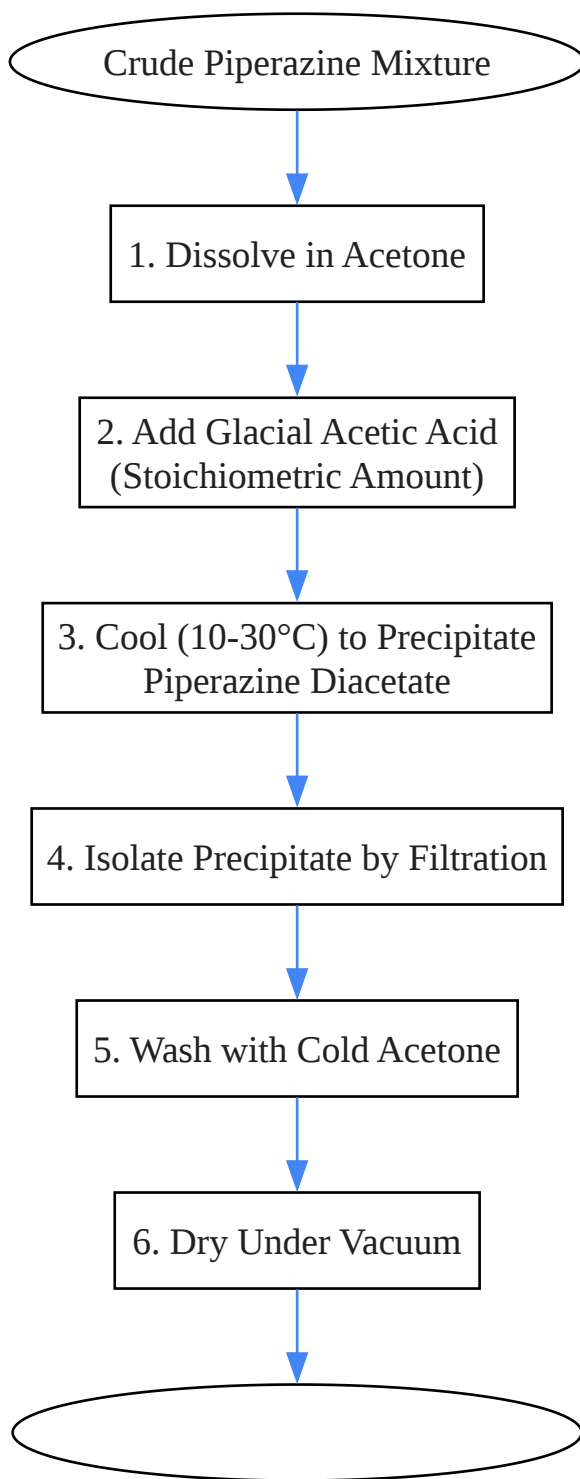 Crude Piperazine Mixture
1. Dissolve in Acetone
2. Add Glacial Acetic Acid
(Stoichiometric Amount)
3. Cool (10-30°C) to Precipitate
Piperazine Diacetate
4. Isolate Precipitate by Filtration
5. Wash with Cold Acetone
6. Dry Under Vacuum